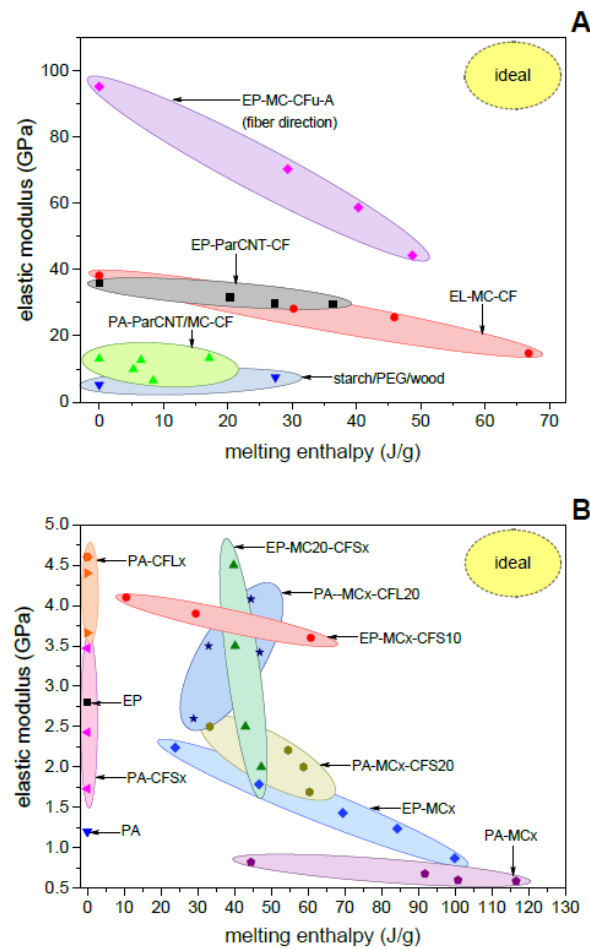 A
ideal
EP-MC-CFu-A
(fiber direction)
EP-ParCNT-CF
EL-MC-CF
PA-ParCNT/MC-CF
starch/PEG/wood
elastic modulus (GPa)
100
80
60
40
20
0
0 10 20 30 40 50 60 70
melting enthalpy (J/g)
B
ideal
EP-MC20-CFSx
PA-CFLx
PA--MCx-CFL20
EP-MCx-CFS10
EP
PA-MCx-CFS20
PA-CFSx
EP-MCx
PA
PA-MCx
elastic modulus (GPa)
5.0
4.5
4.0
3.5
3.0
2.5
2.0
1.5
1.0
0.5
0 10 20 30 40 50 60 70 80 90 100 110 120 130
melting enthalpy (J/g)